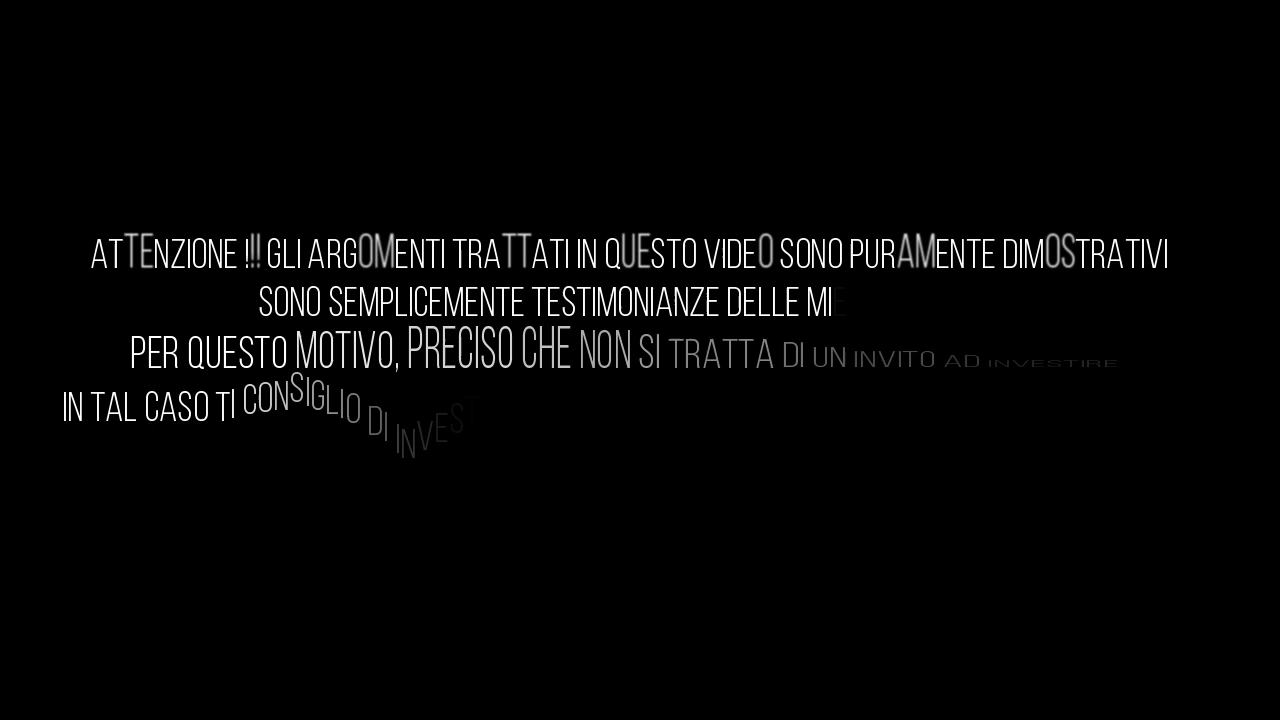 ATTENZIONE !!! GLI ARGOMENTI TRATTATI IN QUESTO VIDEO SONO PURAMENTE DIMOSTRATIVI
SONO SEMPLICEMENTE TESTIMONIANZE DELLE MIE
PER QUESTO MOTIVO, PRECISO CHE NON SI TRATTA DI UN INVITO AD INVESTIRE
IN TAL CASO TI CONSIGLIO DI INVEST